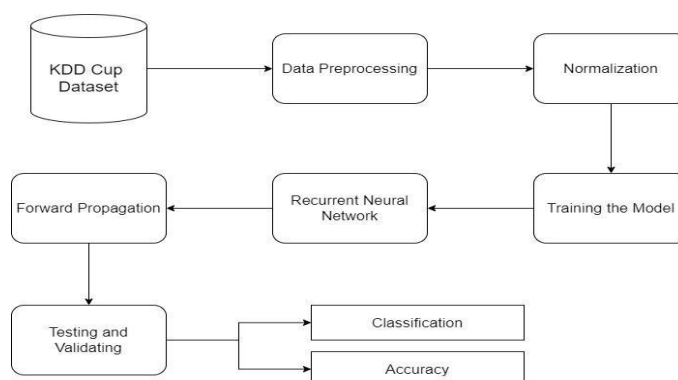 KDD Cup
Dataset
Data Preprocessing
Normalization
Forward Propagation
Recurrent Neural
Network
Training the Model
Testing and
Validating
Classification
Accuracy